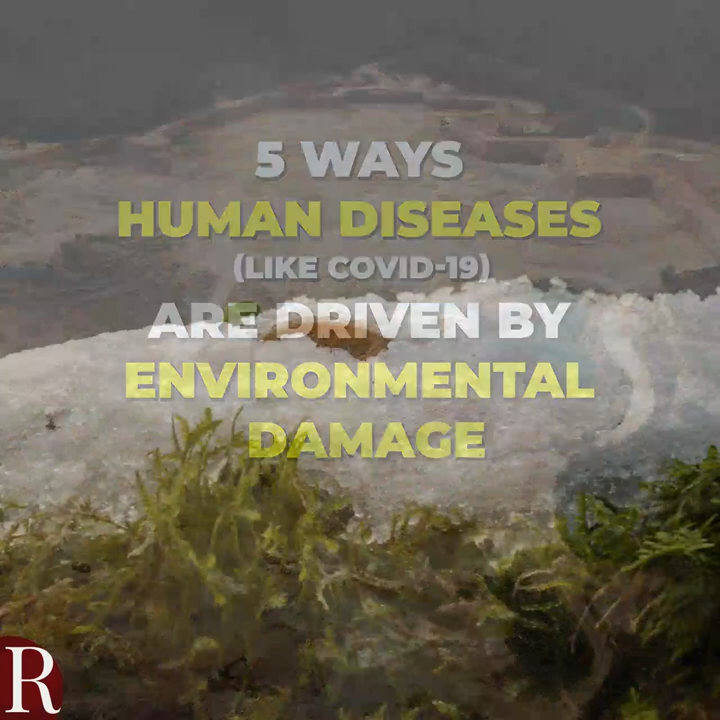 5 WAYS
HUMAN DISEASES
(LIKE COVID-19)
ARE DRIVEN BY
ENVIRONMENTAL
DAMAGE
R